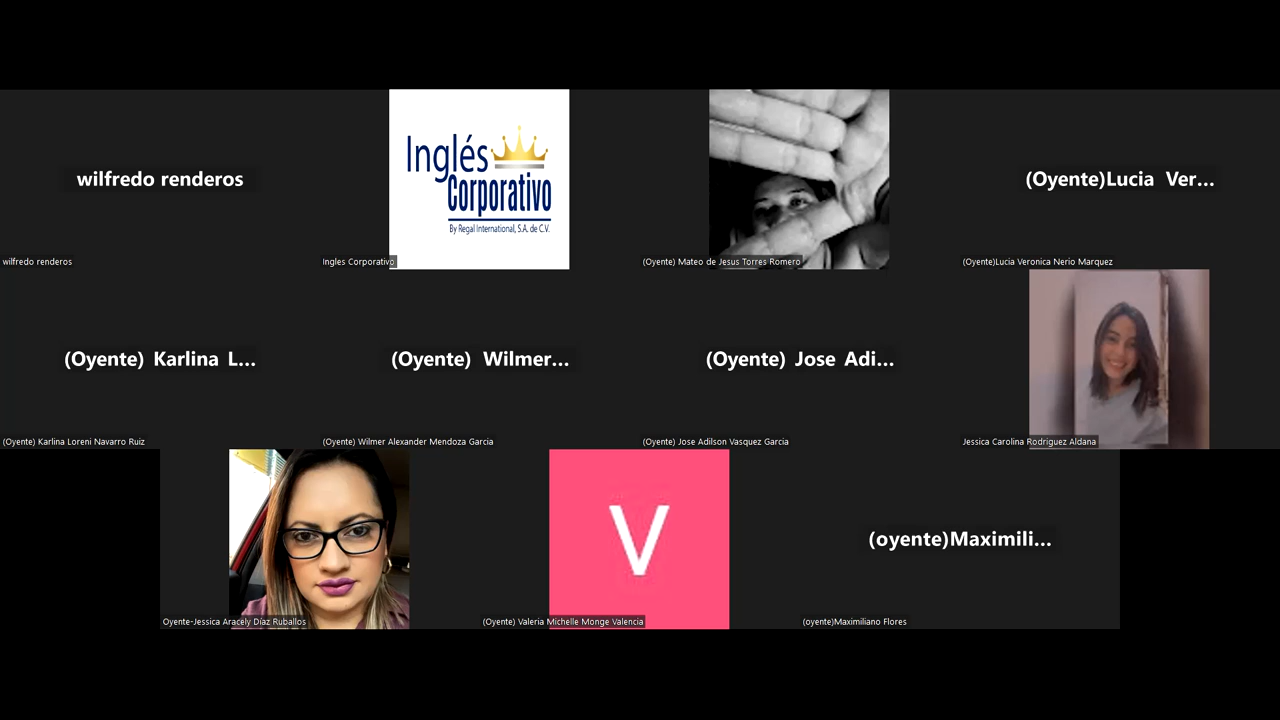 wilfredo renderos
wilfredo renderos
Inglés
Corporativo
By Regal International, S.A. de C.V.
Ingles Corporativo
(Oyente) Mateo de Jesus Torres Romero
(Oyente)Lucia Ver...
(Oyente)Lucia Veronica Nerio Marquez
(Oyente) Karlina L...
(Oyente) Karlina Loreni Navarro Ruiz
(Oyente) Wilmer...
(Oyente) Wilmer Alexander Mendoza Garcia
(Oyente) Jose Adi...
(Oyente) Jose Adilson Vasquez Garcia
Jessica Carolina Rodriguez Aldana
Oyente-Jessica Aracely Díaz Ruballos
V
(Oyente) Valeria Michelle Monge Valencia
(oyente)Maximili...
(oyente)Maximiliano Flores